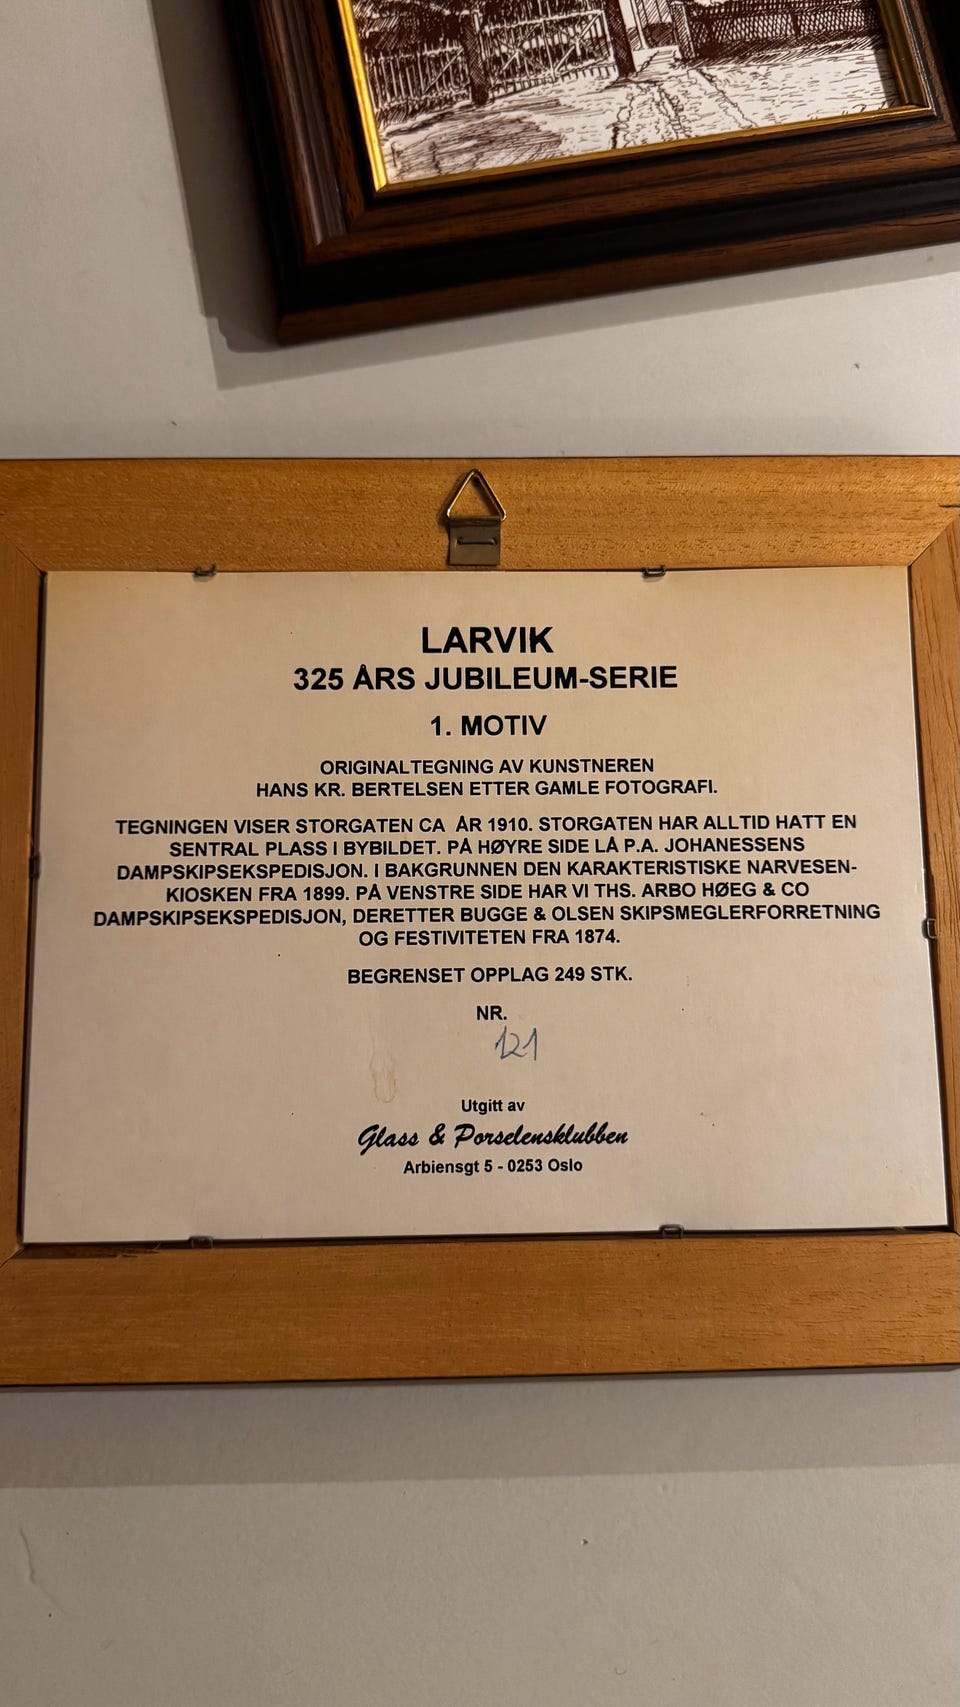 LARVIK
325 ÅRS JUBILEUM-SERIE
1. MOTIV
ORIGINALTEGNING AV KUNSTNEREN
HANS KR. BERTELSEN ETTER GAMLE FOTOGRAFI.
TEGNINGEN VISER STORGATEN CA ÅR 1910. STORGATEN HAR ALLTID HATT EN
SENTRAL PLASS I BYBILDET. PÅ HØYRE SIDE LÅ P.A. JOHANESSENS
DAMPSKIPSEKSPEDISJON. I BAKGRUNNEN DEN KARAKTERISTISKE NARVESEN-
KIOSKEN FRA 1899. PÅ VENSTRE SIDE HAR VI THS. ARBO HØEG & CO
DAMPSKIPSEKSPEDISJON, DERETTER BUGGE & OLSEN SKIPSMEGLERFORRETNING
OG FESTIVITETEN FRA 1874.
BEGRENSET OPPLAG 249 STK.
NR.
121
Utgitt av
Glass & Porselensklubben
Arbiensgt 5 - 0253 Oslo